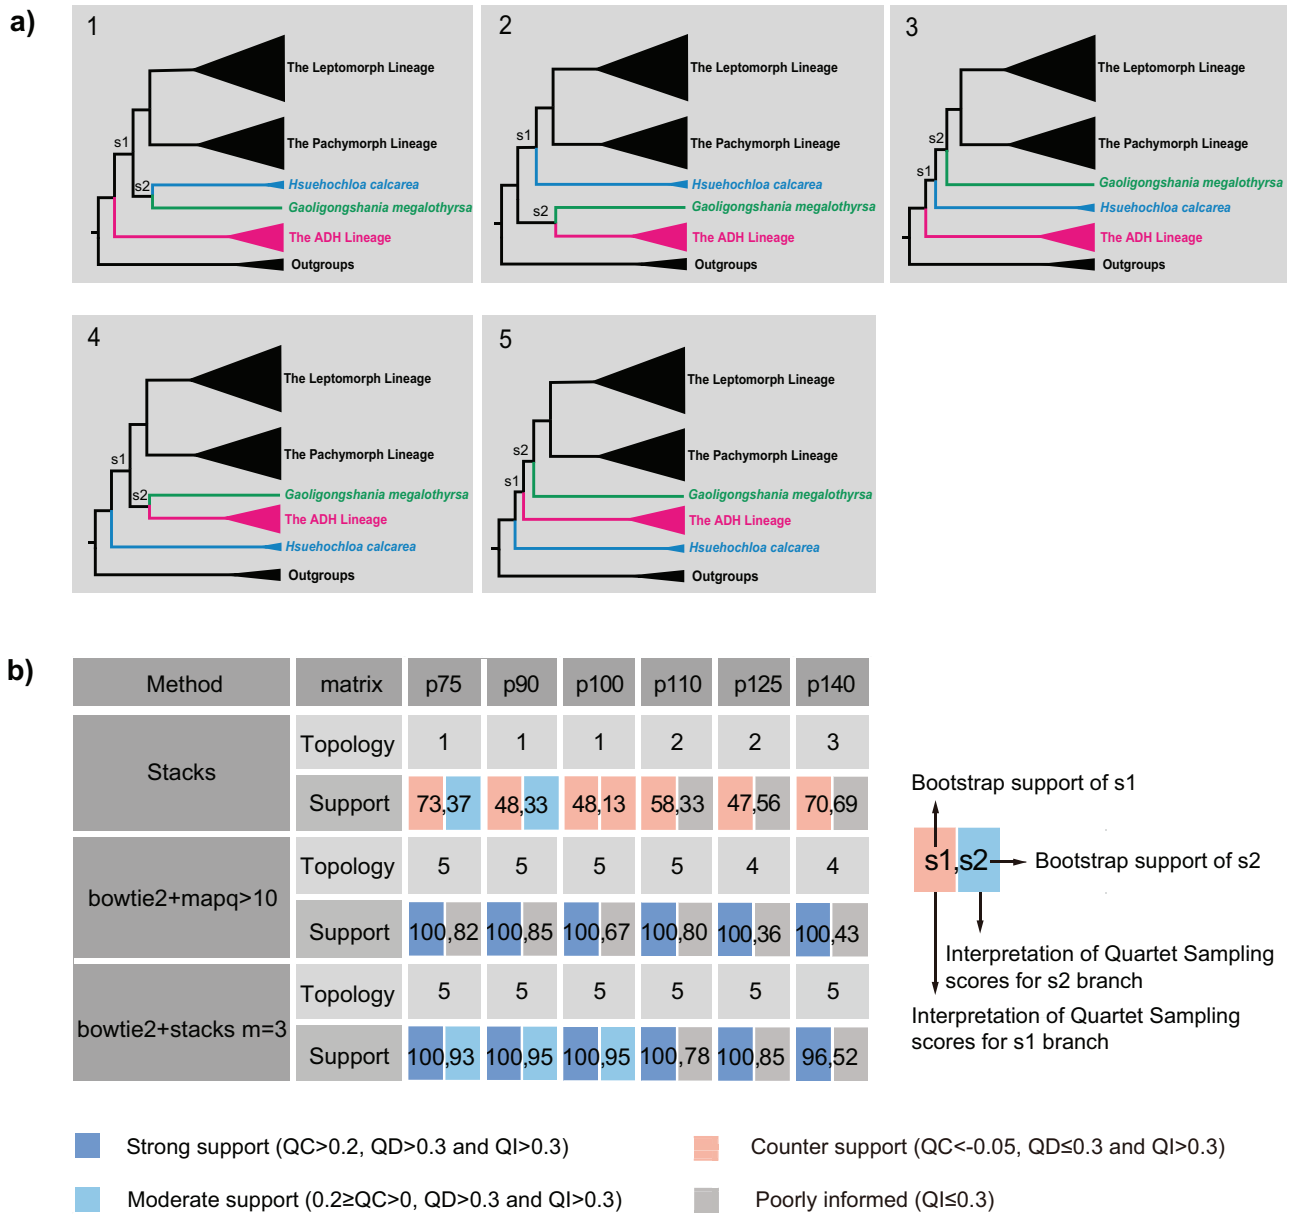 a)
1
The Leptomorph Lineage
s1
The Pachymorph Lineage
s2
Hsuehochloa calcarea
Gaoligongshania megalothyrsa
The ADH Lineage
Outgroups
2
The Leptomorph Lineage
s1
The Pachymorph Lineage
Hsuehochloa calcarea
s2
Gaoligongshania megalothyrsa
The ADH Lineage
Outgroups
3
The Leptomorph Lineage
s2
The Pachymorph Lineage
s1
Gaoligongshania megalothyrsa
Hsuehochloa calcarea
The ADH Lineage
Outgroups
4
The Leptomorph Lineage
s1
The Pachymorph Lineage
s2
Gaoligongshania megalothyrsa
The ADH Lineage
Hsuehochloa calcarea
Outgroups
5
The Leptomorph Lineage
s2
The Pachymorph Lineage
s1
Gaoligongshania megalothyrsa
The ADH Lineage
Hsuehochloa calcarea
Outgroups
b)
Method matrix p75 p90 p100 p110 p125 p140
Stacks
Topology 1 1 1 2 2 3
Support 73,37 48,33 48,13 58,33 47,56 70,69
bowtie2+mapq>10
Topology 5 5 5 5 4 4
Support 100,82 100,85 100,67 100,80 100,36 100,43
bowtie2+stacks m=3
Topology 5 5 5 5 5 5
Support 100,93 100,95 100,95 100,78 100,85 96,52
Bootstrap support of s1
s1,s2
Bootstrap support of s2
Interpretation of Quartet Sampling
scores for s2 branch
Interpretation of Quartet Sampling
scores for s1 branch
Strong support (QC>0.2, QD>0.3 and QI>0.3)
Counter support (QC<-0.05, QD≤0.3 and QI>0.3)
Moderate support (0.2≥QC>0, QD>0.3 and QI>0.3)
Poorly informed (QI≤0.3)